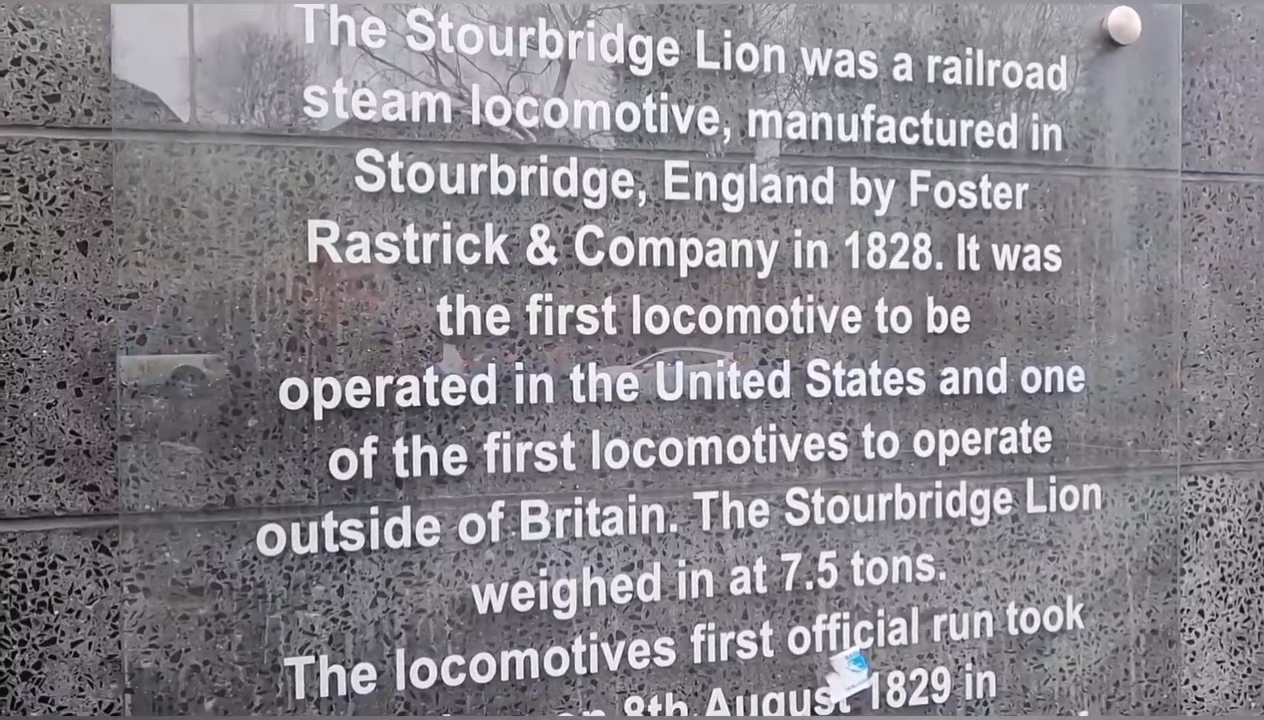 The Stourbridge Lion was a railroad
steam locomotive, manufactured in
Stourbridge, England by Foster
Rastrick & Company in 1828. It was
the first locomotive to be
operated in the United States and one
of the first locomotives to operate
outside of Britain. The Stourbridge Lion
weighed in at 7.5 tons.
The locomotives first official run took
on 8th August 1829 in